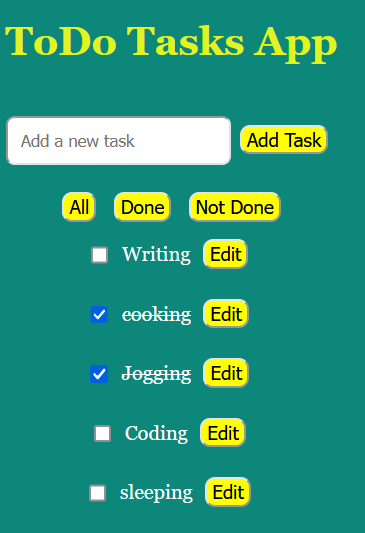 ToDo Tasks App
Add a new task Add Task
All Done Not Done
Writing Edit
cooking Edit
Jogging Edit
Coding Edit
sleeping Edit